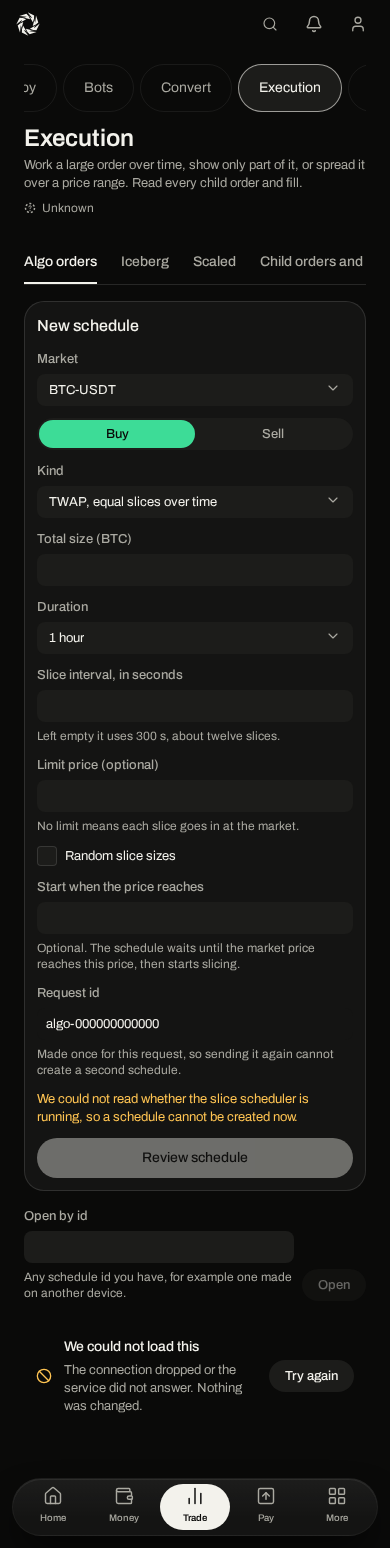 Bots
Convert
Execution
Execution
Work a large order over time, show only part of it, or spread it
over a price range. Read every child order and fill.
Unknown
Algo orders
Iceberg
Scaled
Child orders and
New schedule
Market
BTC-USDT
Buy
Sell
Kind
TWAP, equal slices over time
Total size (BTC)
Duration
1 hour
Slice interval, in seconds
Left empty it uses 300 s, about twelve slices.
Limit price (optional)
No limit means each slice goes in at the market.
Random slice sizes
Start when the price reaches
Optional. The schedule waits until the market price
reaches this price, then starts slicing.
Request id
algo-000000000000
Made once for this request, so sending it again cannot
create a second schedule.
We could not read whether the slice scheduler is
running, so a schedule cannot be created now.
Review schedule
Open by id
Any schedule id you have, for example one made
on another device.
Open
We could not load this
The connection dropped or the
service did not answer. Nothing
was changed.
Try again
Home
Money
Trade
Pay
More